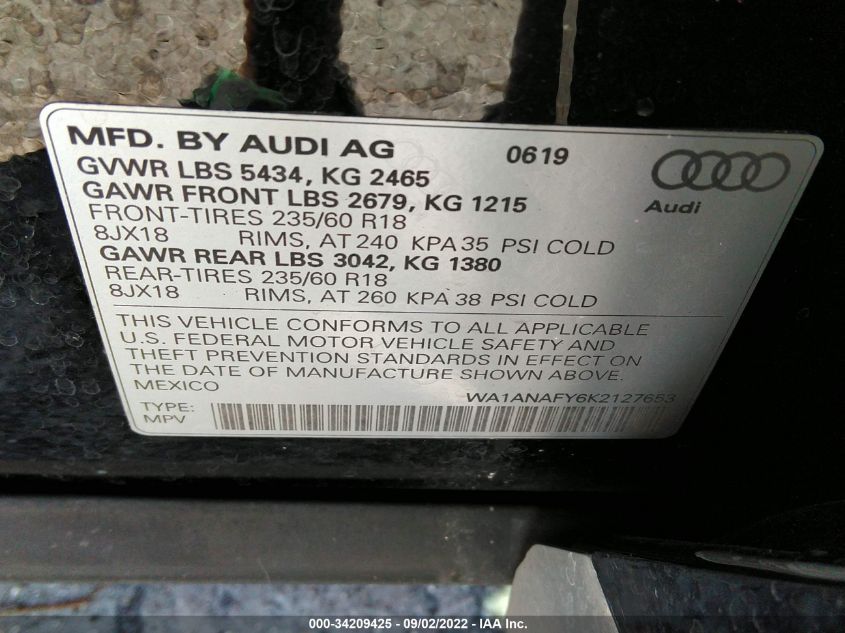 MFD. BY AUDI AG 0619
GVWR LBS 5434, KG 2465
GAWR FRONT LBS 2679, KG 1215
FRONT-TIRES 235/60 R18
8JX18 RIMS, AT 240 KPA 35 PSI COLD
GAWR REAR LBS 3042, KG 1380
REAR-TIRES 235/60 R18
8JX18 RIMS, AT 260 KPA 38 PSI COLD
Audi
THIS VEHICLE CONFORMS TO ALL APPLICABLE
U.S. FEDERAL MOTOR VEHICLE SAFETY AND
THEFT PREVENTION STANDARDS IN EFFECT ON
THE DATE OF MANUFACTURE SHOWN ABOVE.
MEXICO
WA1ANAFY6K2127653
TYPE:
MPV
000-34209425 - 09/02/2022 - IAA Inc.